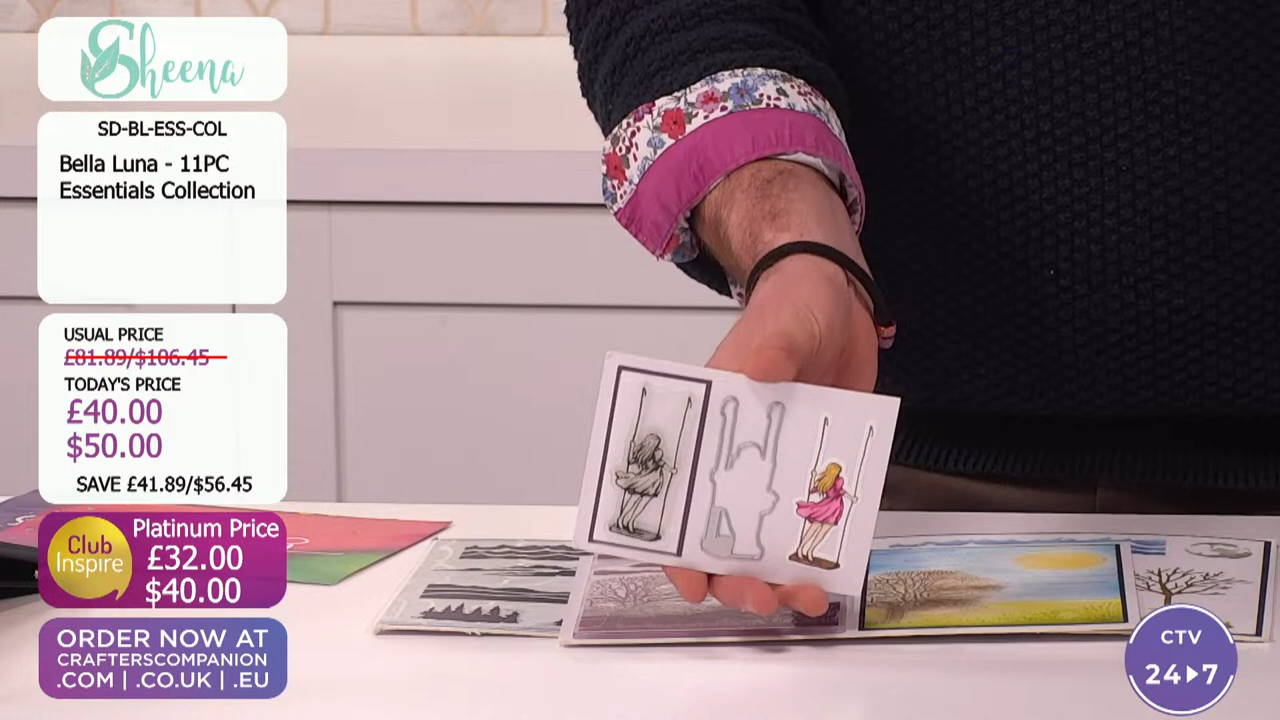 Sheena
SD-BL-ESS-COL
Bella Luna - 11PC
Essentials Collection
USUAL PRICE
£81.89/$106.45
TODAY'S PRICE
£40.00
$50.00
SAVE £41.89/$56.45
Club
Inspire
Platinum Price
£32.00
$40.00
ORDER NOW AT
CRAFTERSCOMPANION
.COM | .CO.UK | .EU
CTV
24▶7